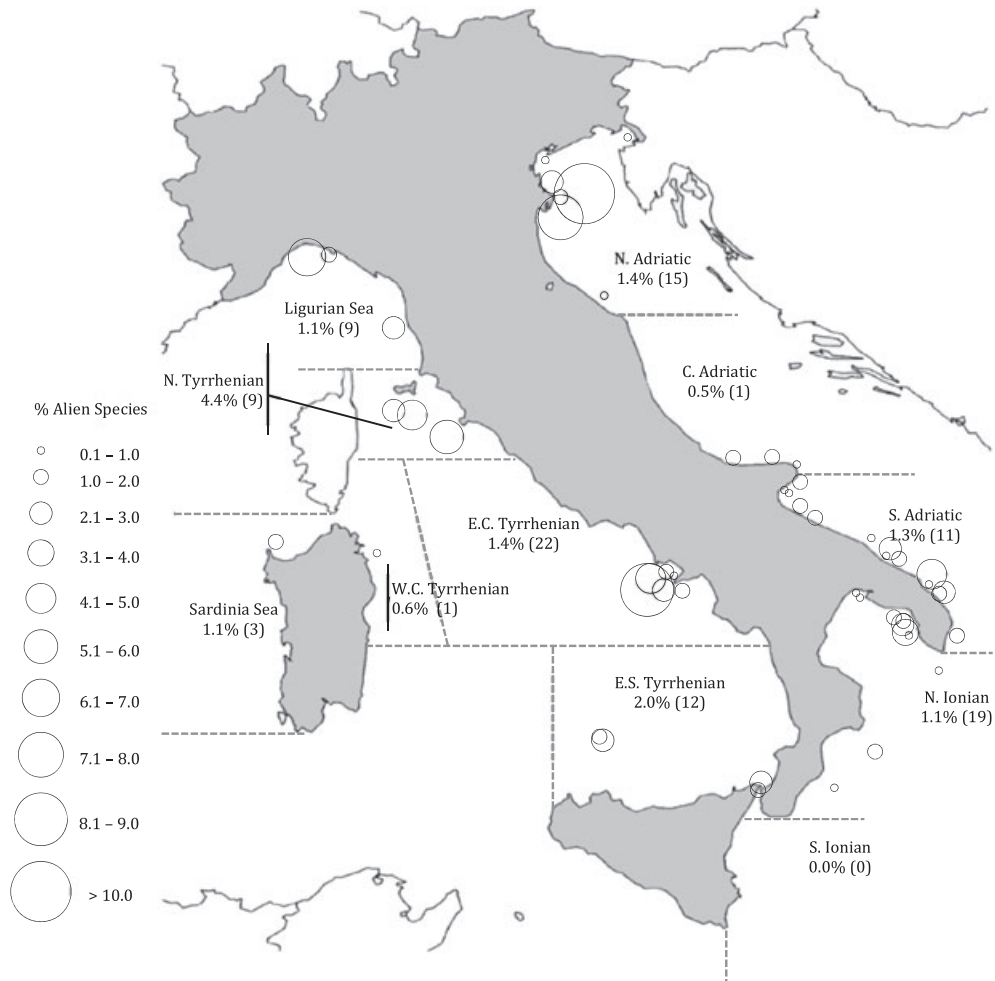 N. Adriatic
1.4% (15)
Ligurian Sea
1.1% (9)
N. Tyrrhenian
4.4% (9)
C. Adriatic
0.5% (1)
% Alien Species
0.1 – 1.0
1.0 – 2.0
2.1 – 3.0
3.1 – 4.0
4.1 – 5.0
5.1 – 6.0
6.1 – 7.0
7.1 – 8.0
8.1 – 9.0
> 10.0
E.C. Tyrrhenian
1.4% (22)
S. Adriatic
1.3% (11)
W.C. Tyrrhenian
0.6% (1)
Sardinia Sea
1.1% (3)
E.S. Tyrrhenian
2.0% (12)
N. Ionian
1.1% (19)
S. Ionian
0.0% (0)